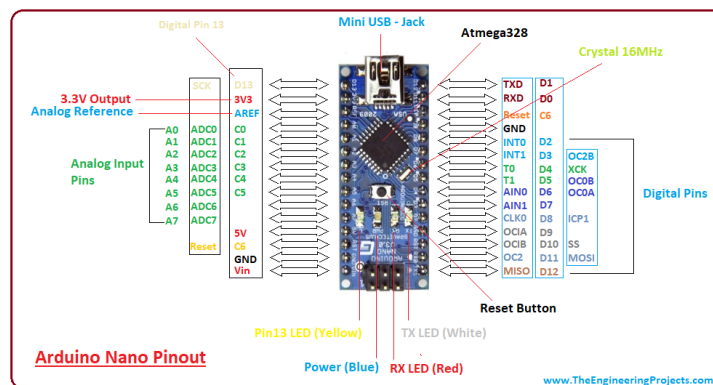 Mini USB - Jack
Digital Pin 13
Atmega328
Crystal 16MHz
3.3V Output
Analog Reference
Analog Input
Pins
SCK D13
3V3
AREF
A0 ADC0 C0
A1 ADC1 C1
A2 ADC2 C2
A3 ADC3 C3
A4 ADC4 C4
A5 ADC5 C5
A6 ADC6
A7 ADC7
5V
Reset C6
GND
Vin
TXD D1
RXD D0
Reset C6
GND
INT0 D2
INT1 D3 OC2B
T0 D4 XCK
T1 D5 OC0B
AIN0 D6 OC0A
AIN1 D7
CLK0 D8 ICP1
OCIA D9
OCIB D10 SS
OC2 D11 MOSI
MISO D12
Digital Pins
Reset Button
Pin13 LED (Yellow)
TX LED (White)
Power (Blue)
RX LED (Red)
Arduino Nano Pinout
www.TheEngineeringProjects.com